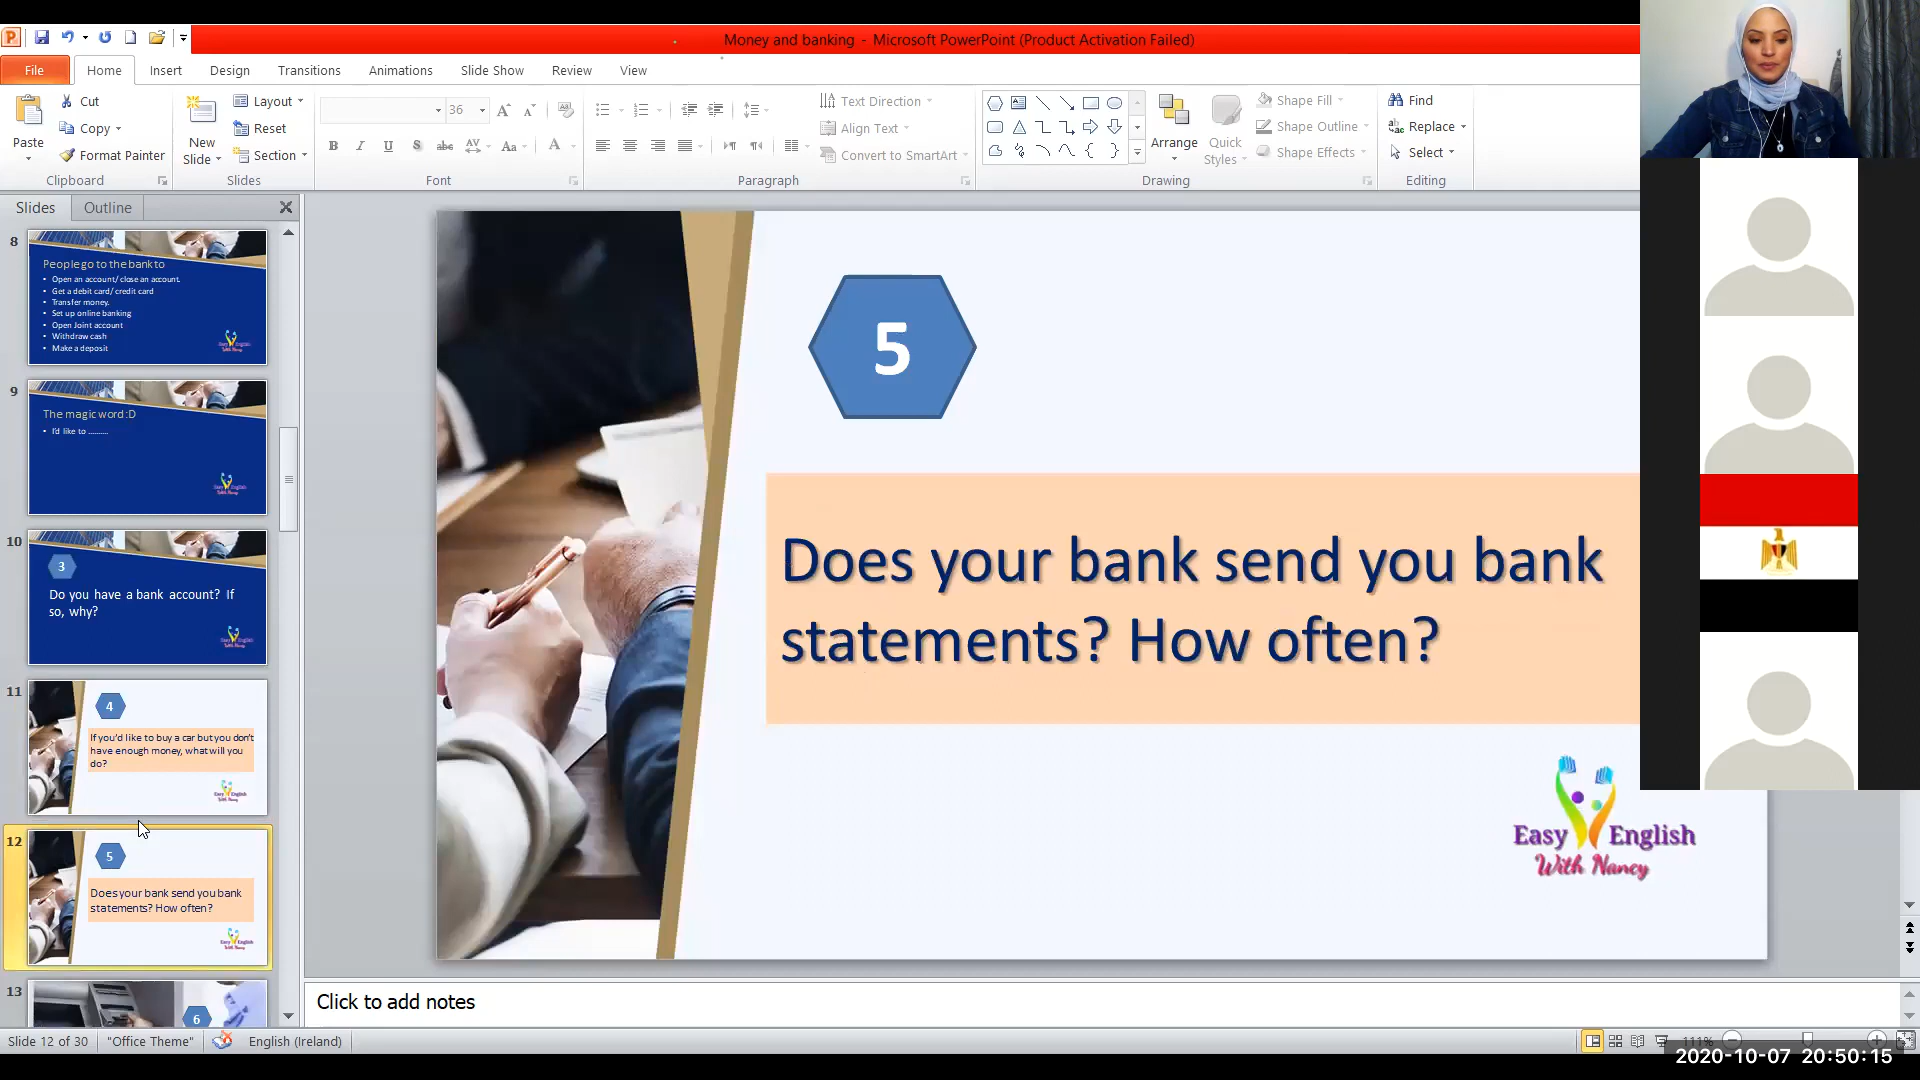 Money and banking - Microsoft PowerPoint (Product Activation Failed)
File Home Insert Design Transitions Animations Slide Show Review View
Paste
Cut
Copy
Format Painter
Clipboard
New
Slide
Layout
Reset
Section
Slides
36
Font
Text Direction
Align Text
Convert to SmartArt
Paragraph
Arrange
Quick
Styles
Shape Fill
Shape Outline
Shape Effects
Drawing
Find
Replace
Select
Editing
Slides Outline
8
People go to the bank to
• Open an account/ close an account.
• Get a debit card/ credit card
• Transfer money.
• Set up online banking
• Open Joint account
• Withdraw cash
• Make a deposit
9
The magic word :D
• I'd like to ..........
10
3
Do you have a bank account? If
so, why?
11
4
If you'd like to buy a car but you don't
have enough money, what will you
do?
12
5
Does your bank send you bank
statements? How often?
13
6
5
Does your bank send you bank
statements? How often?
Easy English
With Nancy
Click to add notes
Slide 12 of 30 "Office Theme" English (Ireland) 111%
2020-10-07 20:50:15